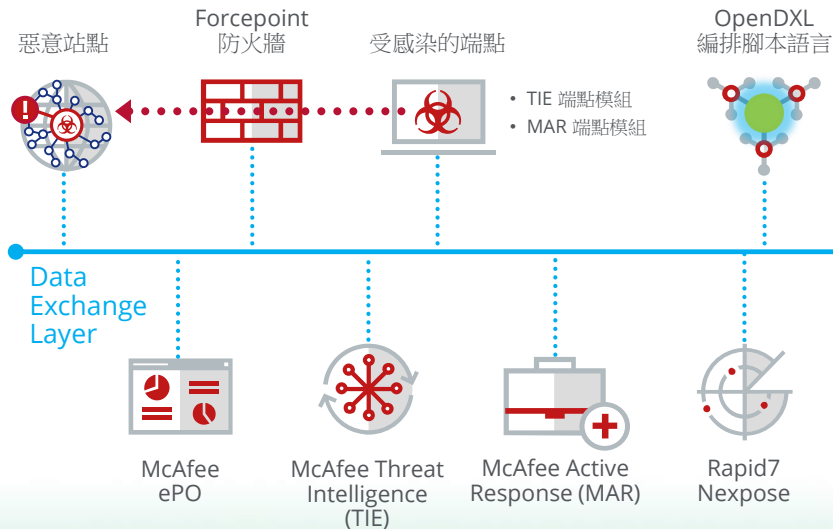 惡意站點
Forcepoint
防火牆
受感染的端點
OpenDXL
編排腳本語言
!
• TIE 端點模組
• MAR 端點模組
Data
Exchange
Layer
McAfee
ePO
McAfee Threat
Intelligence
(TIE)
McAfee Active
Response (MAR)
Rapid7
Nexpose